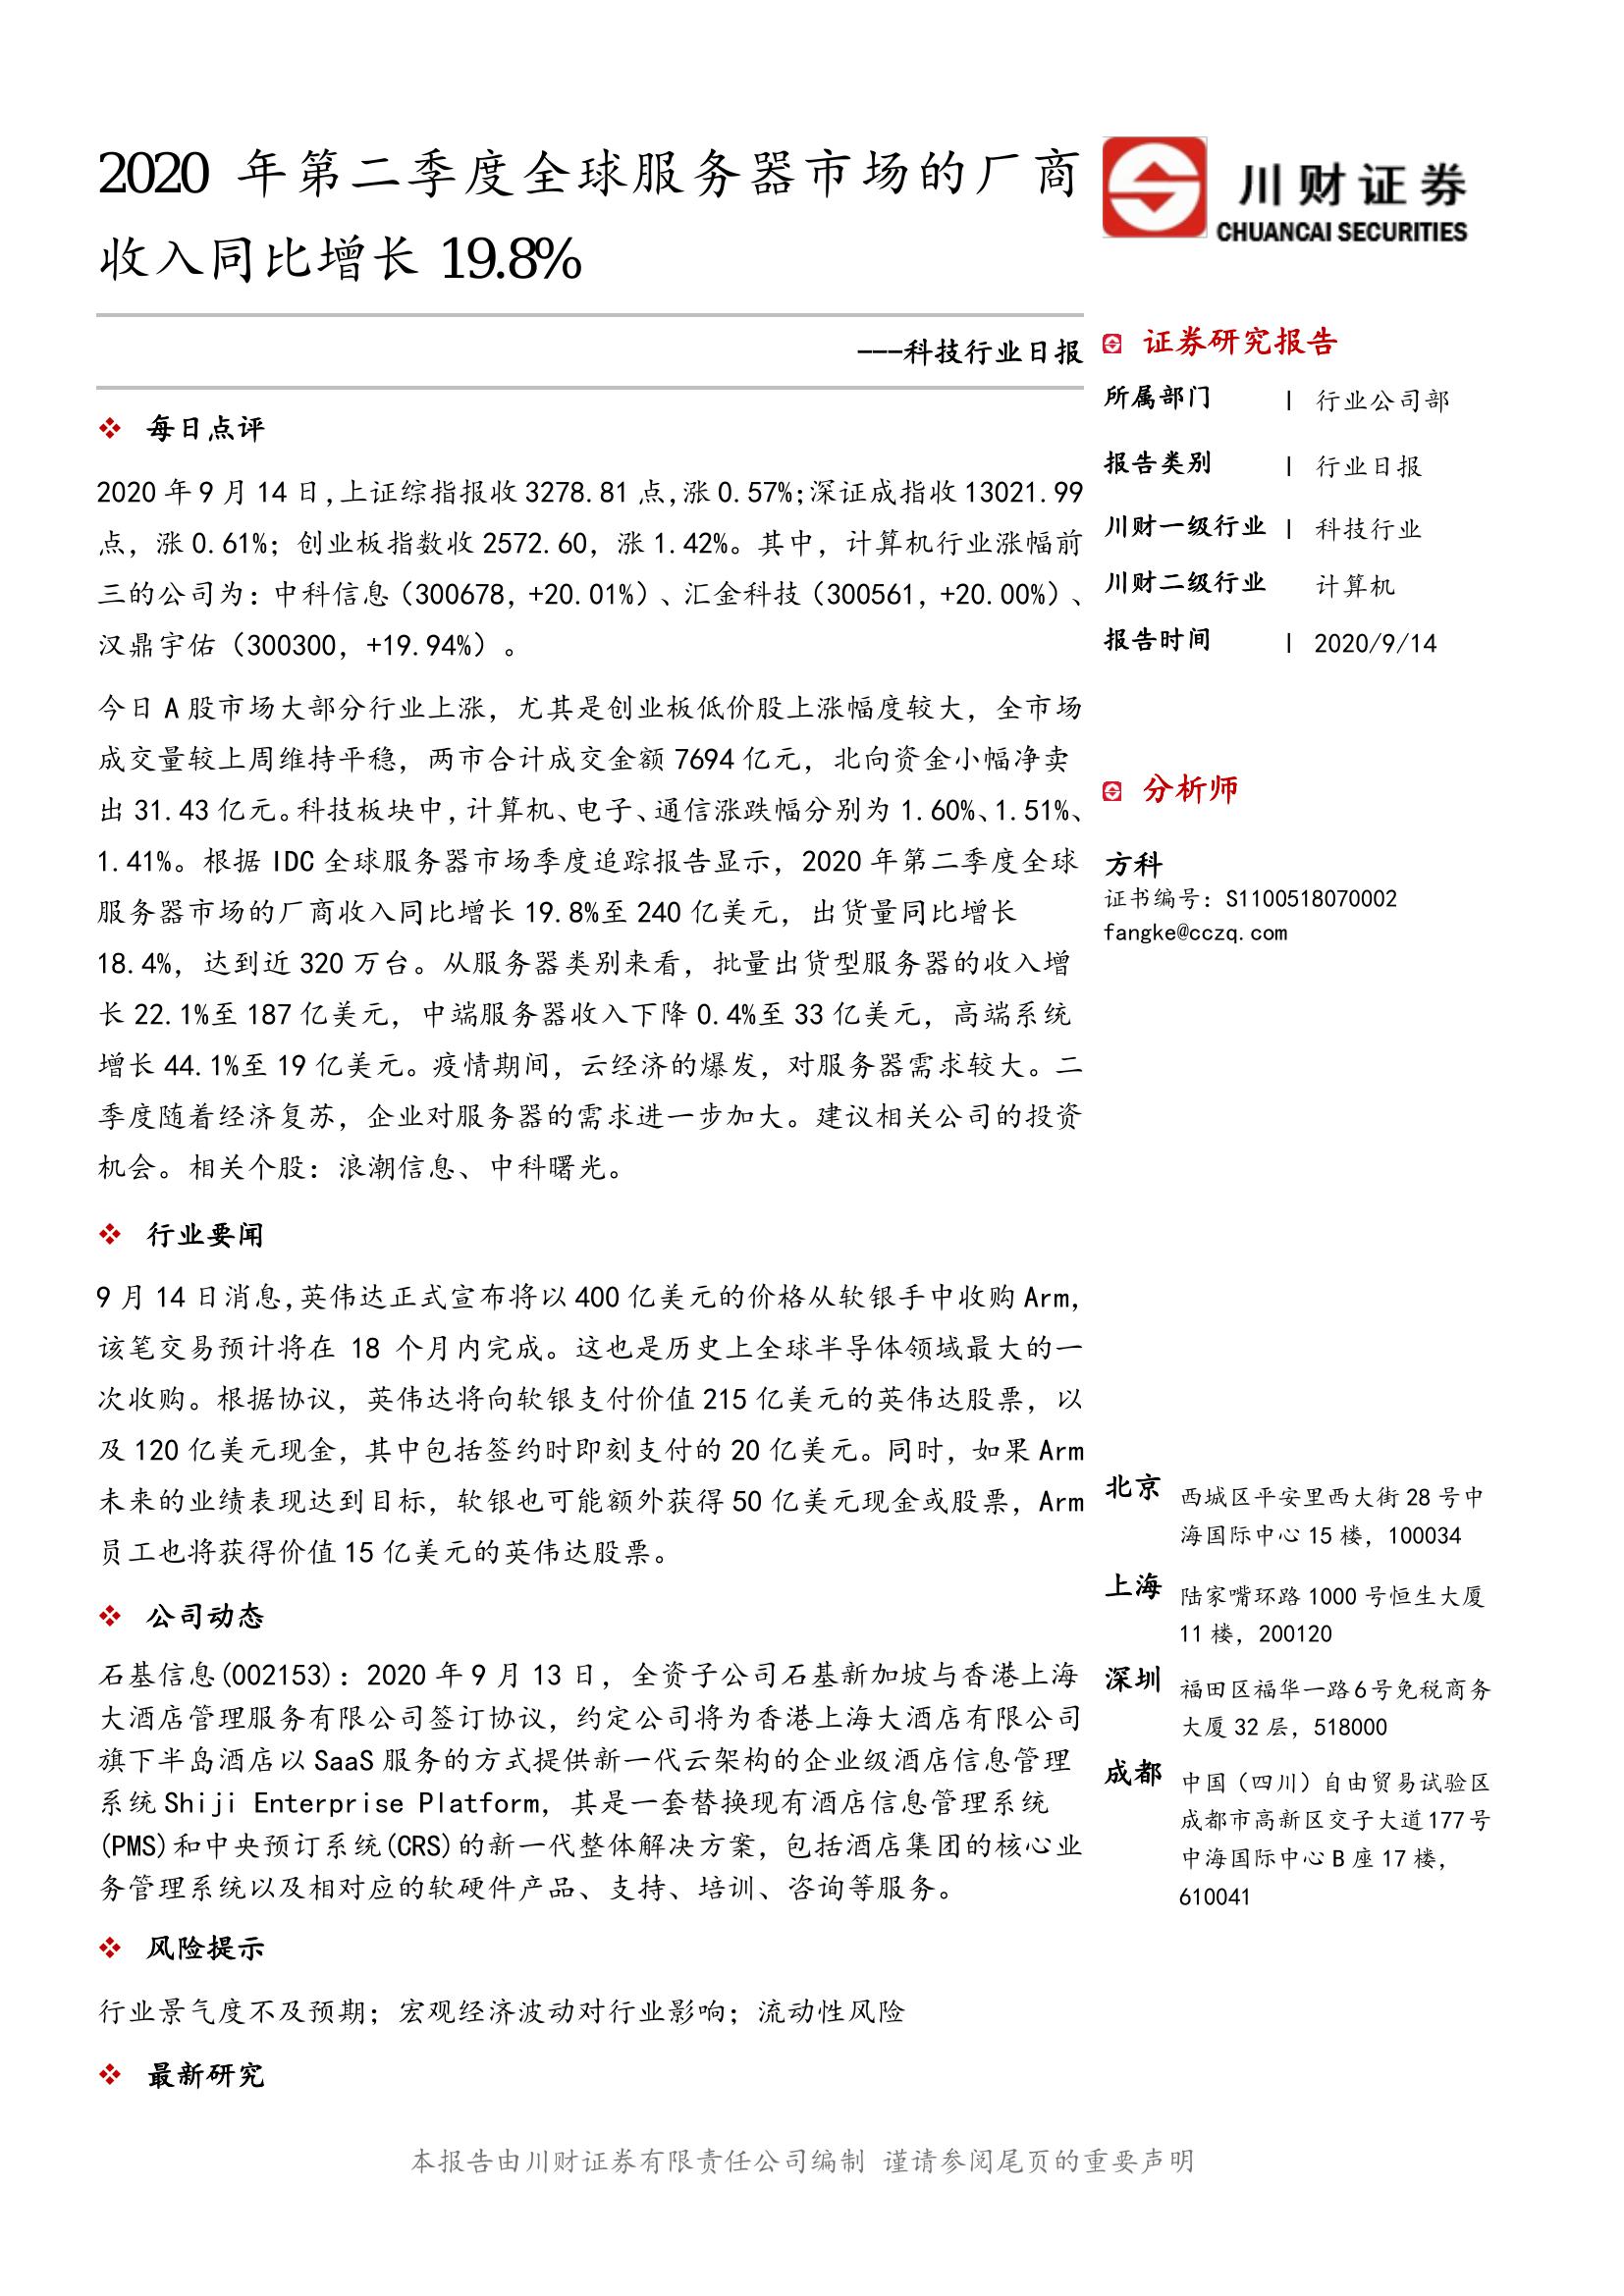 2020 年第二季度全球服务器市场的厂商
收入同比增长 19.8%
---科技行业日报
每日点评
2020 年 9 月 14 日,上证综指报收 3278.81 点,涨 0.57%;深证成指收 13021.99
点，涨 0.61%；创业板指数收 2572.60，涨 1.42%。其中，计算机行业涨幅前
三的公司为：中科信息（300678，+20.01%）、汇金科技（300561，+20.00%）、
汉鼎宇佑（300300，+19.94%）。
今日 A 股市场大部分行业上涨，尤其是创业板低价股上涨幅度较大，全市场
成交量较上周维持平稳，两市合计成交金额 7694 亿元，北向资金小幅净卖
出 31.43 亿元。科技板块中，计算机、电子、通信涨跌幅分别为 1.60%、1.51%、
1.41%。根据 IDC 全球服务器市场季度追踪报告显示，2020 年第二季度全球
服务器市场的厂商收入同比增长 19.8%至 240 亿美元，出货量同比增长
18.4%，达到近 320 万台。从服务器类别来看，批量出货型服务器的收入增
长 22.1%至 187 亿美元，中端服务器收入下降 0.4%至 33 亿美元，高端系统
增长 44.1%至 19 亿美元。疫情期间，云经济的爆发，对服务器需求较大。二
季度随着经济复苏，企业对服务器的需求进一步加大。建议相关公司的投资
机会。相关个股：浪潮信息、中科曙光。
行业要闻
9 月 14 日消息,英伟达正式宣布将以 400 亿美元的价格从软银手中收购 Arm，
该笔交易预计将在 18 个月内完成。这也是历史上全球半导体领域最大的一
次收购。根据协议，英伟达将向软银支付价值 215 亿美元的英伟达股票，以
及 120 亿美元现金，其中包括签约时即刻支付的 20 亿美元。同时，如果 Arm
未来的业绩表现达到目标，软银也可能额外获得 50 亿美元现金或股票，Arm
员工也将获得价值 15 亿美元的英伟达股票。
公司动态
石基信息(002153)：2020 年 9 月 13 日，全资子公司石基新加坡与香港上海
大酒店管理服务有限公司签订协议，约定公司将为香港上海大酒店有限公司
旗下半岛酒店以 SaaS 服务的方式提供新一代云架构的企业级酒店信息管理
系统 Shiji Enterprise Platform，其是一套替换现有酒店信息管理系统
(PMS)和中央预订系统(CRS)的新一代整体解决方案，包括酒店集团的核心业
务管理系统以及相对应的软硬件产品、支持、培训、咨询等服务。
风险提示
行业景气度不及预期；宏观经济波动对行业影响；流动性风险
最新研究
川财证券
CHUANCAI SECURITIES
证券研究报告
所属部门 | 行业公司部
报告类别 | 行业日报
川财一级行业 | 科技行业
川财二级行业 计算机
报告时间 | 2020/9/14
分析师
方科
证书编号：S1100518070002
fangke@cczq.com
北京 西城区平安里西大街 28 号中
海国际中心 15 楼，100034
上海 陆家嘴环路 1000 号恒生大厦
11 楼，200120
深圳 福田区福华一路 6 号免税商务
大厦 32 层，518000
成都 中国（四川）自由贸易试验区
成都市高新区交子大道 177 号
中海国际中心 B 座 17 楼，
610041
本报告由川财证券有限责任公司编制 谨请参阅尾页的重要声明